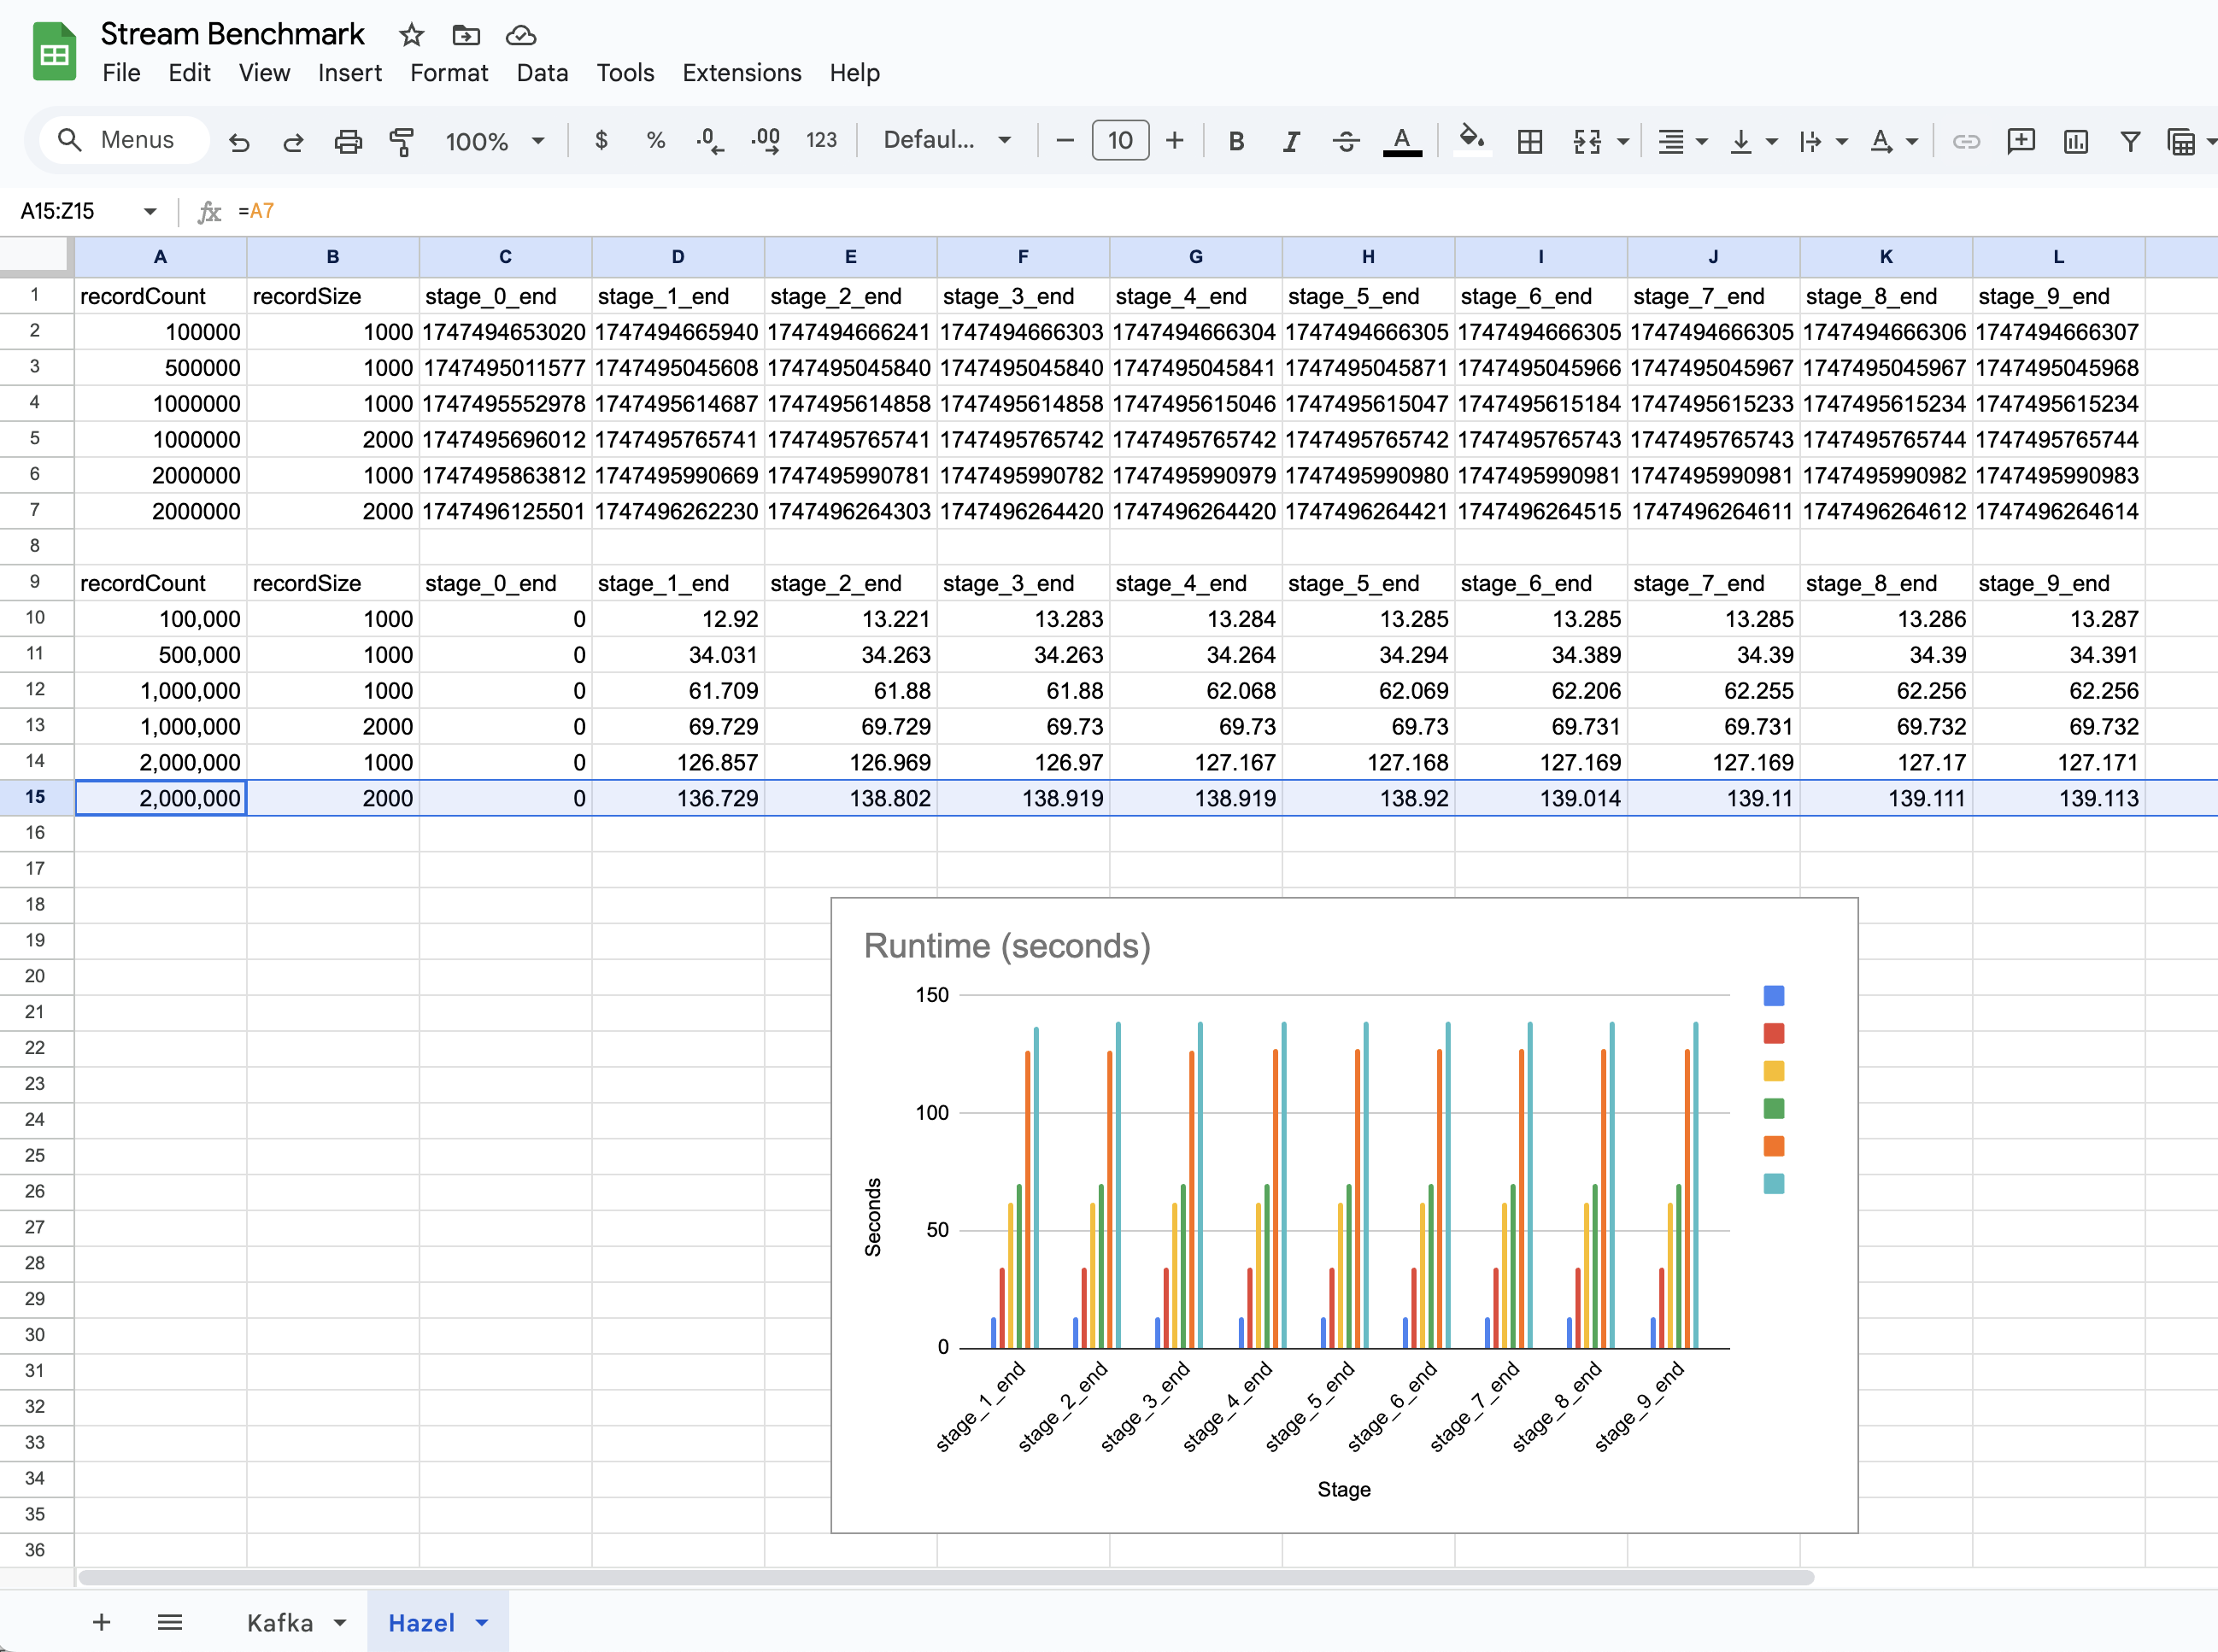 Stream Benchmark
File Edit View Insert Format Data Tools Extensions Help
Menus 100% $ % .0 .00 123 Defaul... 10 B I S A A
A15:Z15 fx =A7
A B C D E F G H I J K L
1 recordCount recordSize stage_0_end stage_1_end stage_2_end stage_3_end stage_4_end stage_5_end stage_6_end stage_7_end stage_8_end stage_9_end
2 100000 1000 1747494653020 1747494665940 1747494666241 1747494666303 1747494666304 1747494666305 1747494666305 1747494666305 1747494666306 1747494666307
3 500000 1000 1747495011577 1747495045608 1747495045840 1747495045840 1747495045841 1747495045871 1747495045966 1747495045967 1747495045967 1747495045968
4 1000000 1000 1747495552978 1747495614687 1747495614858 1747495614858 1747495615046 1747495615047 1747495615184 1747495615233 1747495615234 1747495615234
5 1000000 2000 1747495696012 1747495765741 1747495765741 1747495765742 1747495765742 1747495765742 1747495765743 1747495765743 1747495765744 1747495765744
6 2000000 1000 1747495863812 1747495990669 1747495990781 1747495990782 1747495990979 1747495990980 1747495990981 1747495990981 1747495990982 1747495990983
7 2000000 2000 1747496125501 1747496262230 1747496264303 1747496264420 1747496264420 1747496264421 1747496264515 1747496264611 1747496264612 1747496264614
8
9 recordCount recordSize stage_0_end stage_1_end stage_2_end stage_3_end stage_4_end stage_5_end stage_6_end stage_7_end stage_8_end stage_9_end
10 100,000 1000 0 12.92 13.221 13.283 13.284 13.285 13.285 13.285 13.286 13.287
11 500,000 1000 0 34.031 34.263 34.263 34.264 34.294 34.389 34.39 34.39 34.391
12 1,000,000 1000 0 61.709 61.88 61.88 62.068 62.069 62.206 62.255 62.256 62.256
13 1,000,000 2000 0 69.729 69.729 69.73 69.73 69.73 69.731 69.731 69.732 69.732
14 2,000,000 1000 0 126.857 126.969 126.97 127.167 127.168 127.169 127.169 127.17 127.171
15 2,000,000 2000 0 136.729 138.802 138.919 138.919 138.92 139.014 139.11 139.111 139.113
16
17
18
19
20
21
22
23
24
25
26
27
28
29
30
31
32
33
34
35
36
Runtime (seconds)
150
100
50
0
Seconds
stage_1_end stage_2_end stage_3_end stage_4_end stage_5_end stage_6_end stage_7_end stage_8_end stage_9_end
Stage
Kafka Hazel